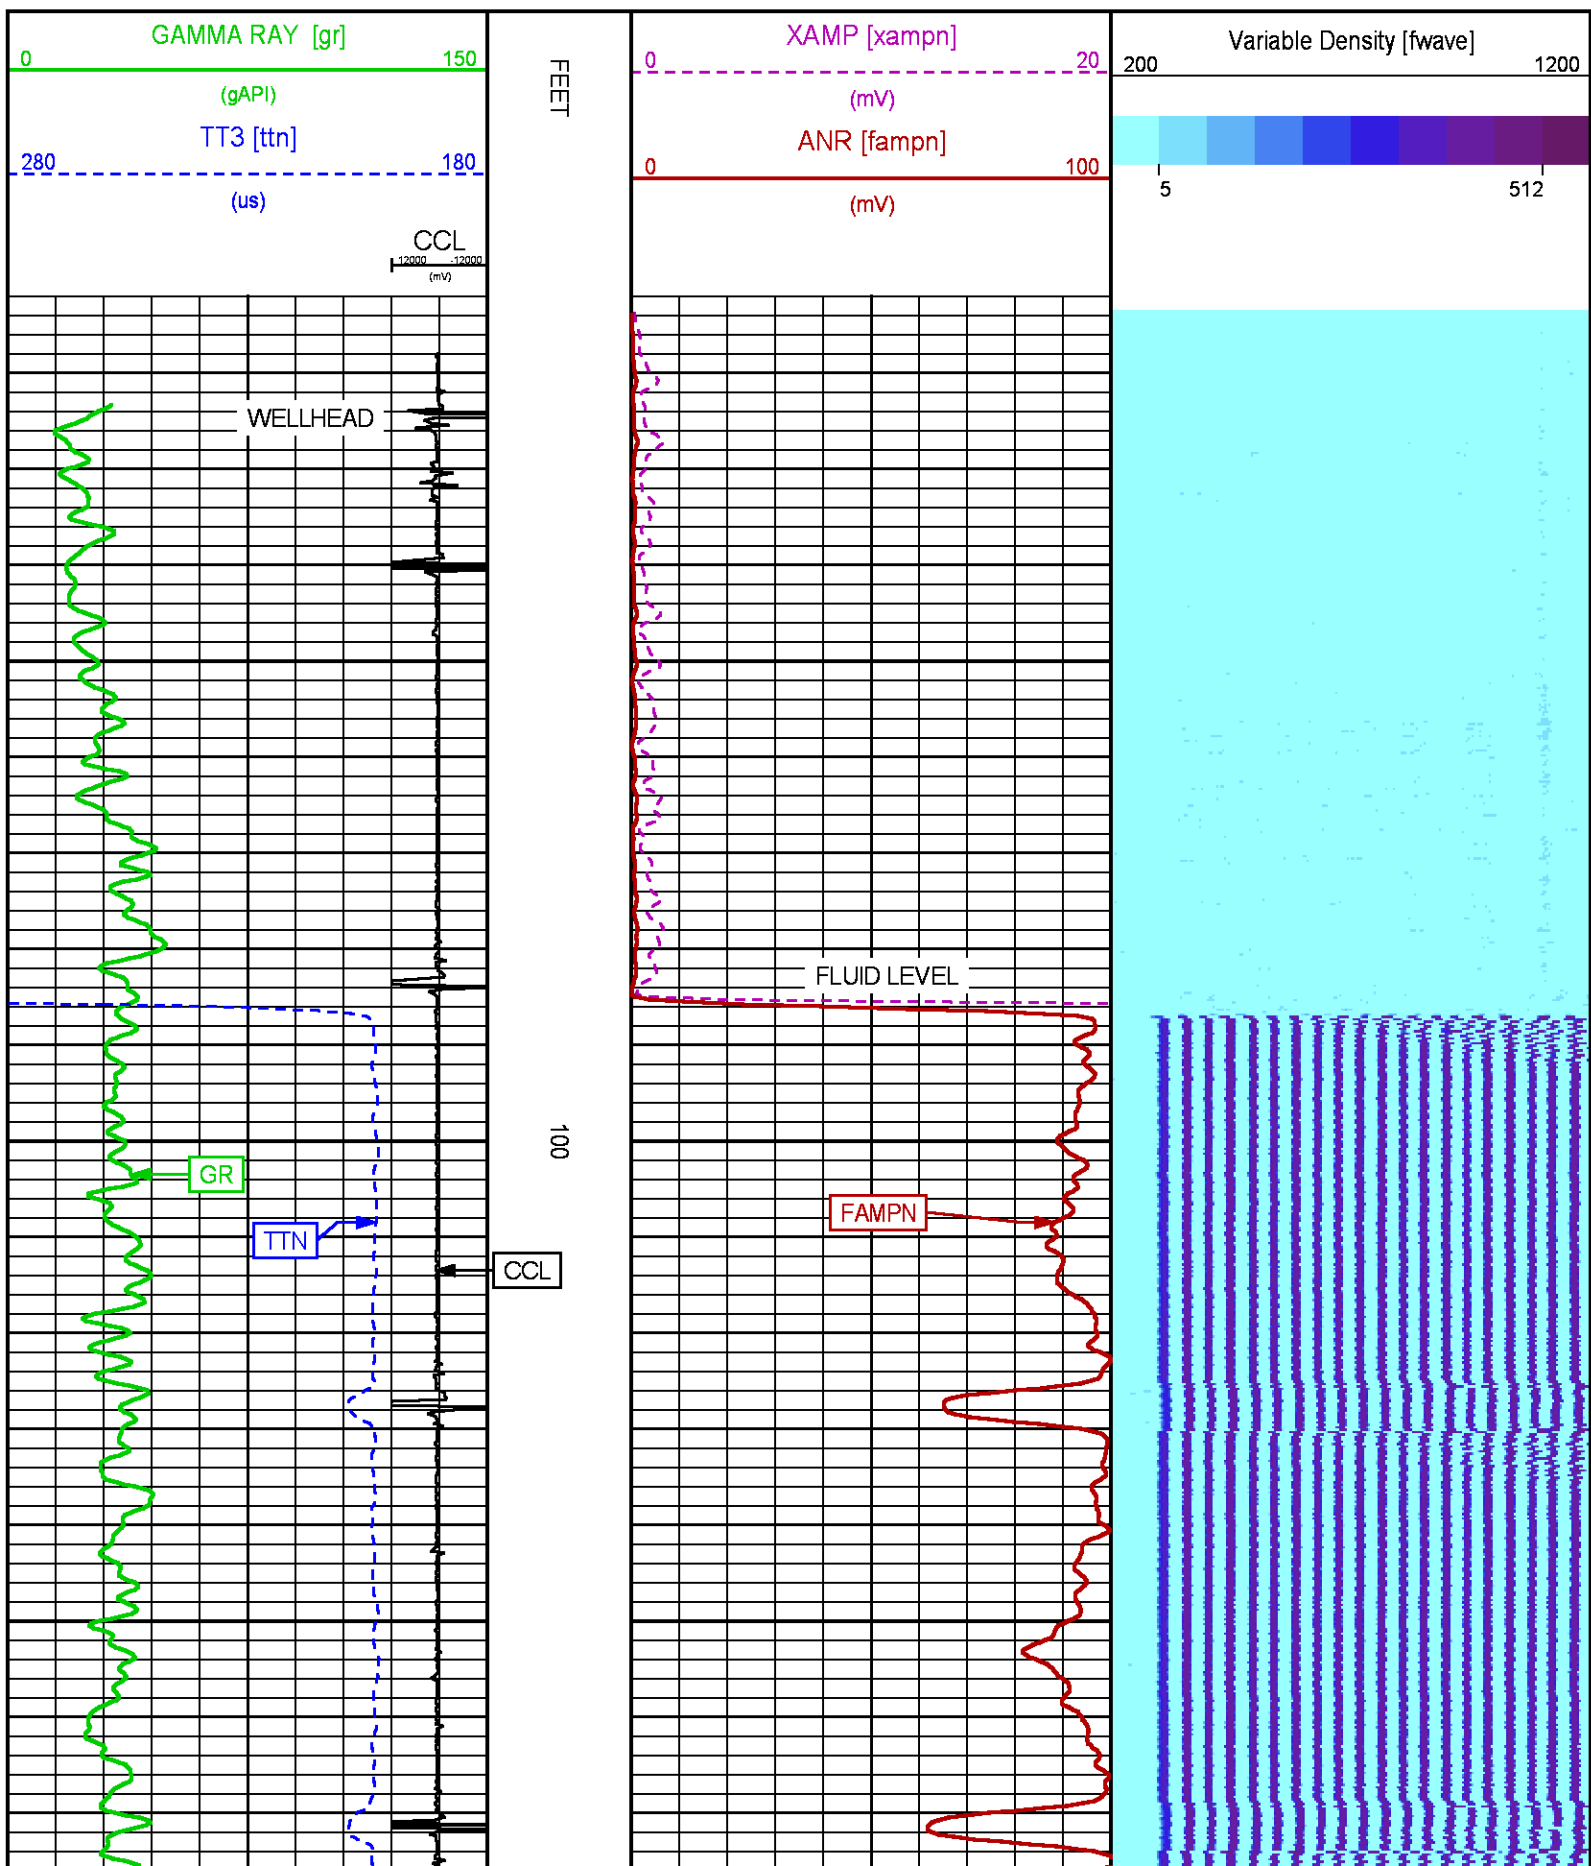 GAMMA RAY [gr]
0 150
(gAPI)
TT3 [ttn]
280 180
(us)
CCL
12000 -12000
(mV)
FEET
XAMP [xampn]
0 20
(mV)
ANR [fampn]
0 100
(mV)
Variable Density [fwave]
200 1200
5 512
WELLHEAD
FLUID LEVEL
100
GR
FAMPN
TTN
CCL